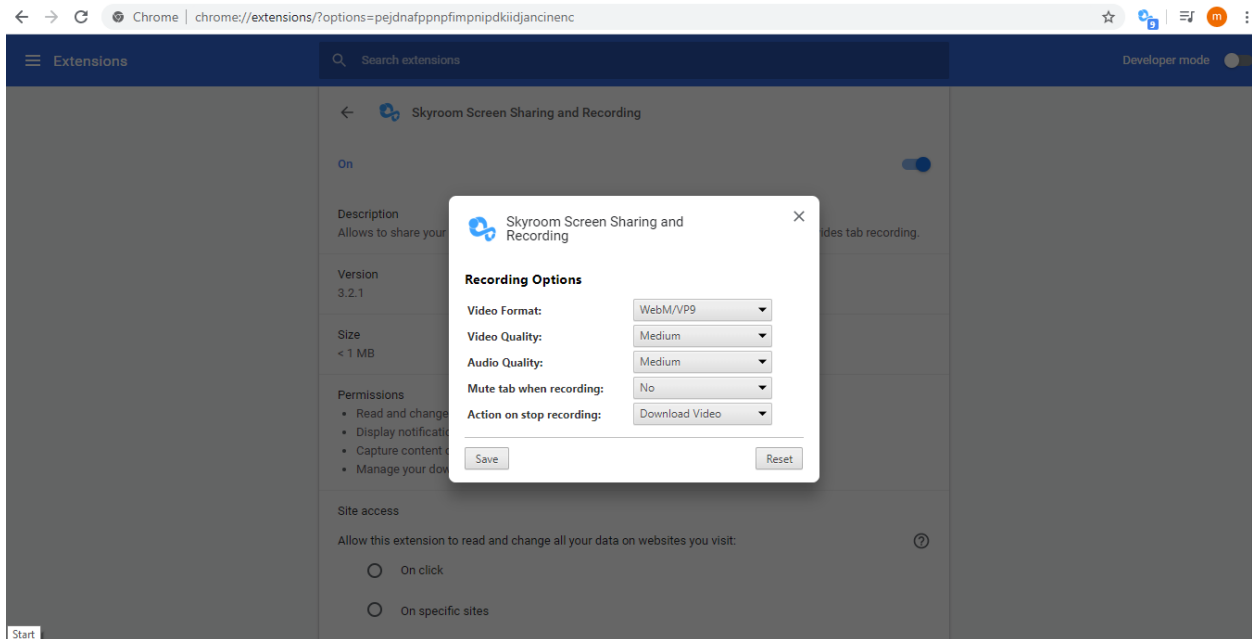 Chrome | chrome://extensions/?options=pejdnafppnpfimpnipdkiidjancinenc
9
m
Extensions
Search extensions
Developer mode
Skyroom Screen Sharing and Recording
On
Description
Allows to share your
ides tab recording.
Version
3.2.1
Size
< 1 MB
Permissions
• Read and change
• Display notificatio
• Capture content o
• Manage your dow
Skyroom Screen Sharing and
Recording
Recording Options
Video Format: WebM/VP9
Video Quality: Medium
Audio Quality: Medium
Mute tab when recording: No
Action on stop recording: Download Video
Save
Reset
Site access
Allow this extension to read and change all your data on websites you visit:
On click
On specific sites
Start